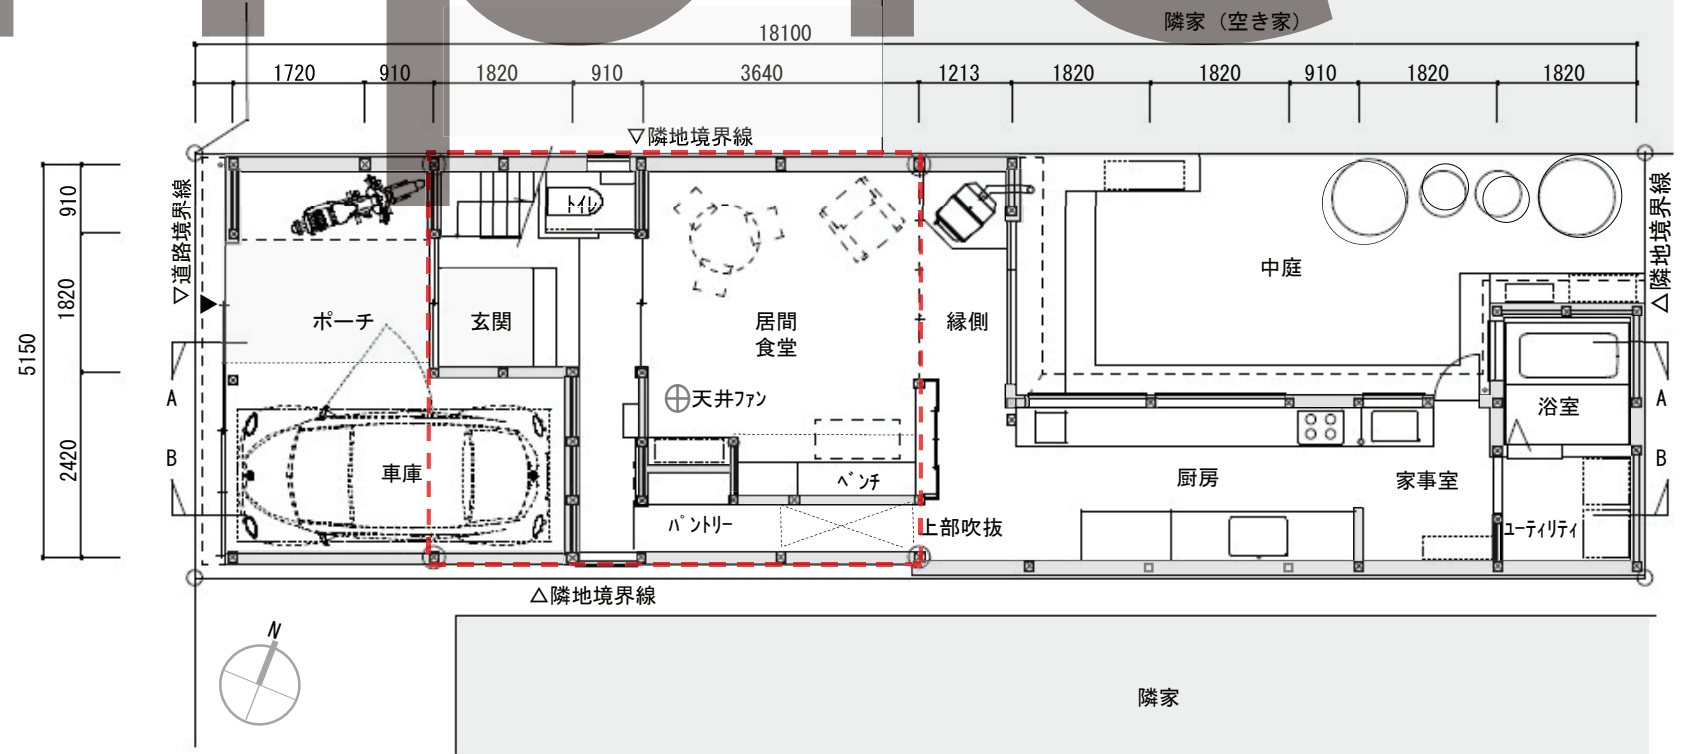 隣家（空き家）
18100
1720 910 1820 910 3640 1213 1820 1820 910 1820 1820
▽隣地境界線
910
1820
2420
5150
▽道路境界線
△隣地境界線
トイレ
ポーチ
玄関
居間
食堂
縁側
中庭
天井ファン
A
A
B
B
車庫
ベンチ
パントリー
上部吹抜
厨房
家事室
浴室
ユーティリティ
△隣地境界線
N
隣家